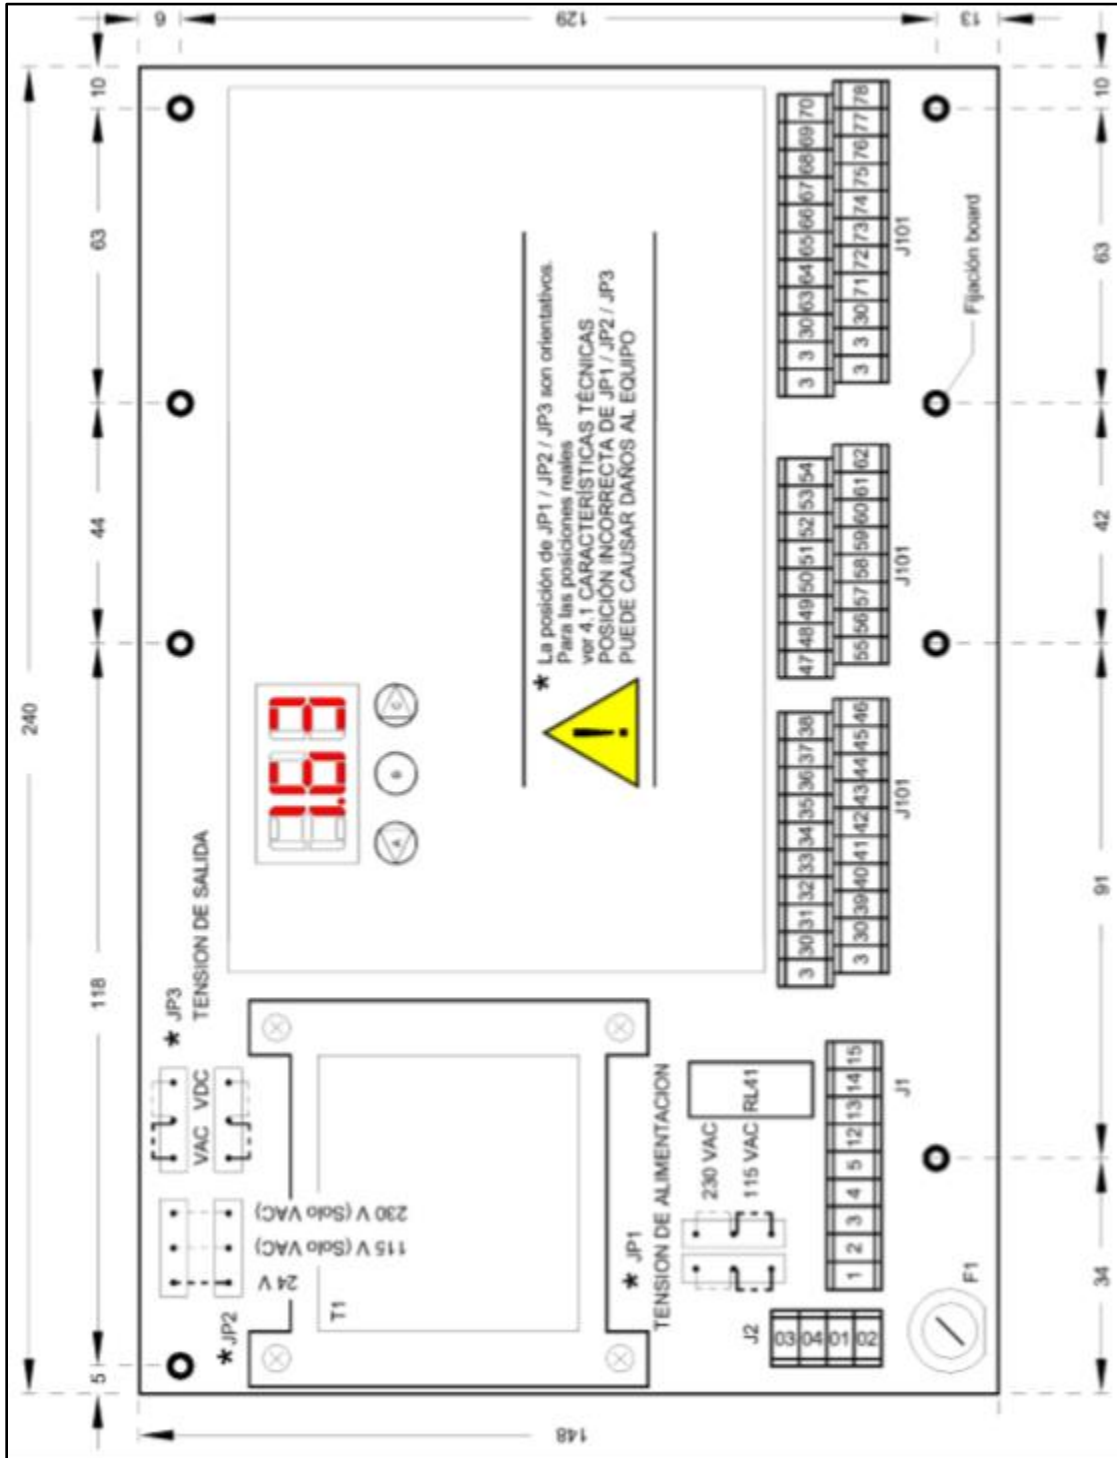 240
5
118
44
63
10
6
129
13
148
* JP3
TENSION DE SALIDA
VAC VDC
* JP2
24 V
115 V (Solo VAC)
230 V (Solo VAC)
T1
A
B
C
* La posición de JP1 / JP2 / JP3 son orientativos.
Para las posiciones reales
ver 4.1 CARACTERÍSTICAS TÉCNICAS
POSICIÓN INCORRECTA DE JP1 / JP2 / JP3
PUEDE CAUSAR DAÑOS AL EQUIPO
!
* JP1
TENSION DE ALIMENTACION
230 VAC
115 VAC
RL41
J2
03 04 01 02
F1
1 2 3 4 5 12 13 14 15
J1
3 30 31 32 33 34 35 36 37 38
3 30 39 40 41 42 43 44 45 46
J101
47 48 49 50 51 52 53 54
55 56 57 58 59 60 61 62
J101
3 3 30 63 64 65 66 67 68 69 70
3 3 30 71 72 73 74 75 76 77 78
J101
Fijación board
34
91
42
63
10